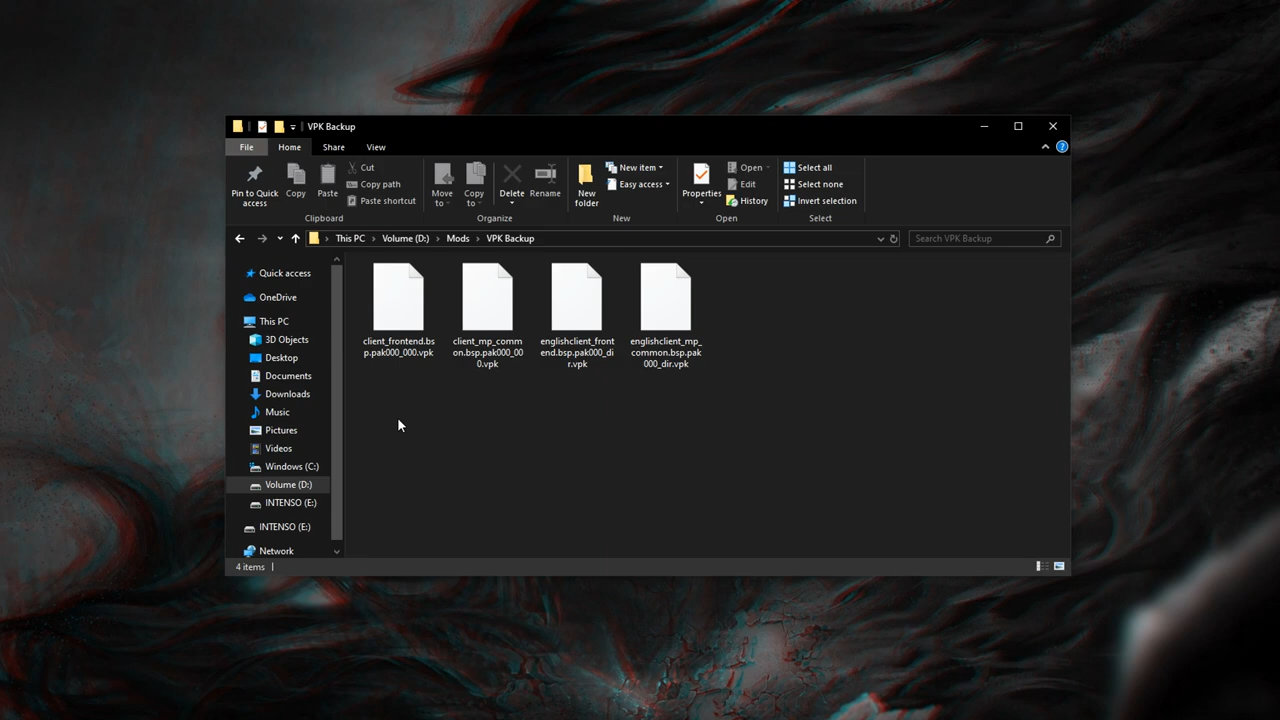 VPK Backup
File Home Share View
Pin to Quick access
Copy
Paste
Cut
Copy path
Paste shortcut
Clipboard
Move to
Copy to
Delete
Rename
Organize
New folder
New item
Easy access
New
Properties
Open
Edit
History
Open
Select all
Select none
Invert selection
Select
This PC > Volume (D:) > Mods > VPK Backup
Search VPK Backup
Quick access
OneDrive
This PC
3D Objects
Desktop
Documents
Downloads
Music
Pictures
Videos
Windows (C:)
Volume (D:)
INTENSO (E:)
INTENSO (E:)
Network
client_frontend.bs
p.pak000_000.vpk
client_mp_comm
on.bsp.pak000_00
0.vpk
englishclient_front
end.bsp.pak000_di
r.vpk
englishclient_mp_
common.bsp.pak
000_dir.vpk
4 items